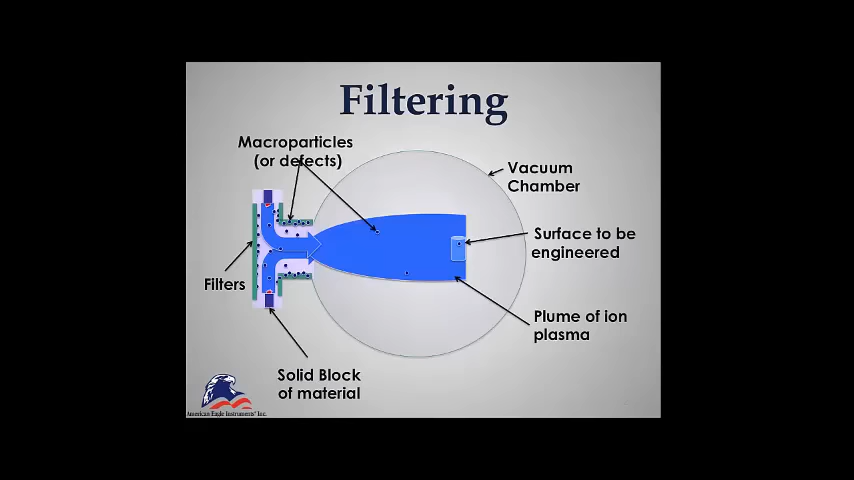 Filtering
Macroparticles
(or defects)
Vacuum
Chamber
Surface to be
engineered
Filters
Plume of ion
plasma
Solid Block
of material
American Eagle Instruments® Inc.